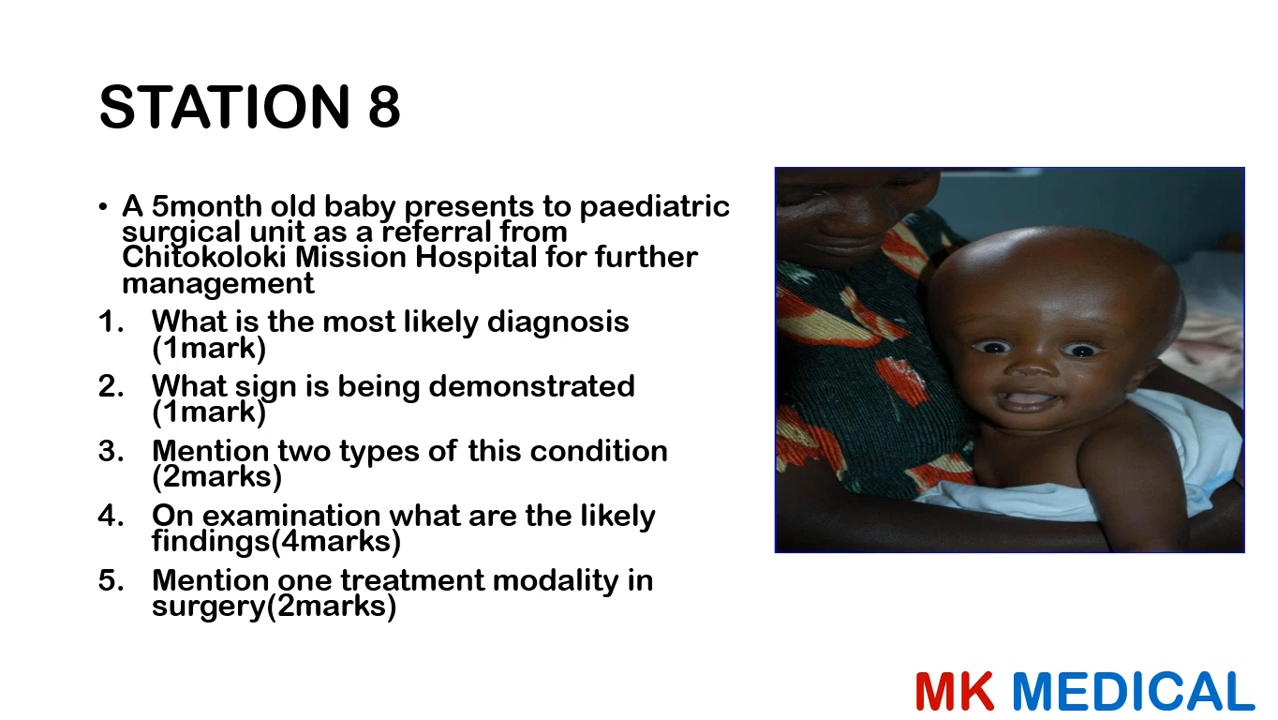 STATION 8
• A 5month old baby presents to paediatric
surgical unit as a referral from
Chitokoloki Mission Hospital for further
management
1. What is the most likely diagnosis
(1mark)
2. What sign is being demonstrated
(1mark)
3. Mention two types of this condition
(2marks)
4. On examination what are the likely
findings(4marks)
5. Mention one treatment modality in
surgery(2marks)
MK MEDICAL